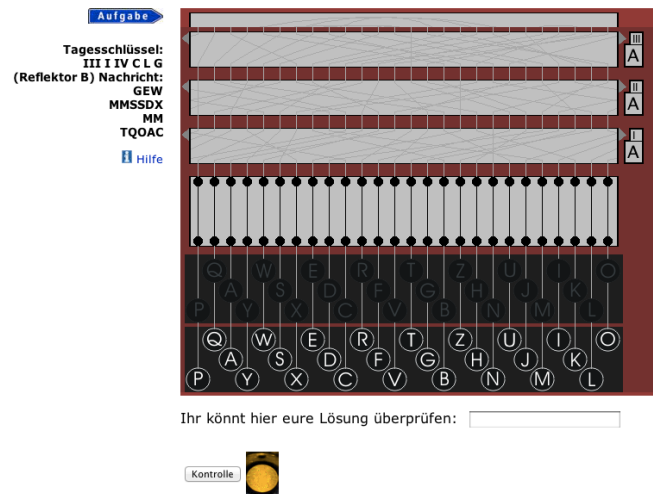 Aufgabe
Tagesschlüssel:
III I IV C L G
(Reflektor B) Nachricht:
GEW
MMSSDX
MM
TQOAC
i Hilfe
III
A
II
A
I
A
Q W E R T Z U I O
A S D F G H J K
P Y X C V B N M L
Q W E R T Z U I O
A S D F G H J K
P Y X C V B N M L
Ihr könnt hier eure Lösung überprüfen:
Kontrolle